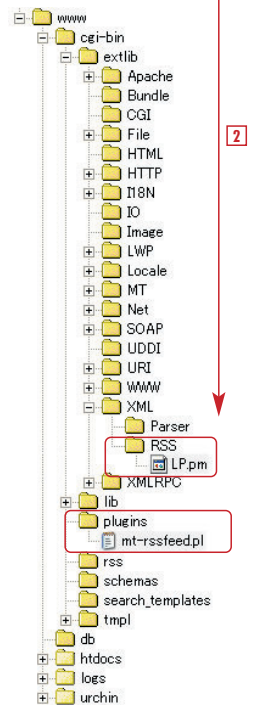 www
cgi-bin
extlib
Apache
Bundle
CGI
File
2
HTML
HTTP
I18N
IO
Image
LWP
Locale
MT
Net
SOAP
UDDI
URI
WWW
XML
Parser
RSS
LP.pm
XMLRPC
lib
plugins
mt-rssfeed.pl
rss
schemas
search_templates
tmpl
db
htdocs
logs
urchin